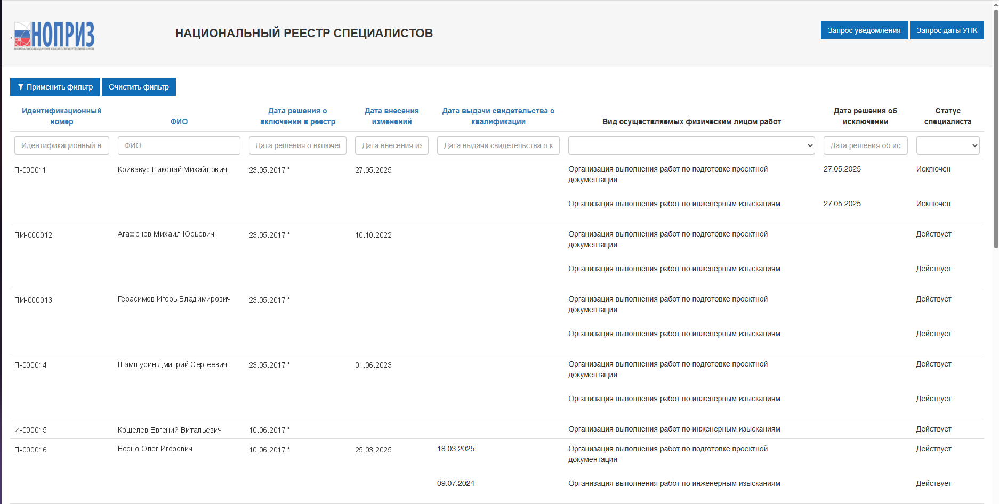 НОПРИЗ
НАЦИОНАЛЬНОЕ ОБЪЕДИНЕНИЕ ИЗЫСКАТЕЛЕЙ И ПРОЕКТИРОВЩИКОВ
НАЦИОНАЛЬНЫЙ РЕЕСТР СПЕЦИАЛИСТОВ
Запрос уведомления Запрос даты УПК
Применить фильтр Очистить фильтр
Идентификационный номер
ФИО
Дата решения о включении в реестр
Дата внесения изменений
Дата выдачи свидетельства о квалификации
Вид осуществляемых физическим лицом работ
Дата решения об исключении
Статус специалиста
Идентификационный н ФИО Дата решения о включен Дата внесения из Дата выдачи свидетельства о к Дата решения об ис
П-000011 Кривавус Николай Михайлович 23.05.2017 * 27.05.2025 Организация выполнения работ по подготовке проектной 27.05.2025 Исключен
документации
Организация выполнения работ по инженерным изысканиям 27.05.2025 Исключен
ПИ-000012 Агафонов Михаил Юрьевич 23.05.2017 * 10.10.2022 Организация выполнения работ по подготовке проектной Действует
документации
Организация выполнения работ по инженерным изысканиям Действует
ПИ-000013 Герасимов Игорь Владимирович 23.05.2017 * Организация выполнения работ по подготовке проектной Действует
документации
Организация выполнения работ по инженерным изысканиям Действует
П-000014 Шамшурин Дмитрий Сергеевич 23.05.2017 * 01.06.2023 Организация выполнения работ по подготовке проектной Действует
документации
Организация выполнения работ по инженерным изысканиям Действует
И-000015 Кошелев Евгений Витальевич 10.06.2017 * Организация выполнения работ по инженерным изысканиям Действует
П-000016 Борно Олег Игоревич 10.06.2017 * 25.03.2025 18.03.2025 Организация выполнения работ по подготовке проектной Действует
документации
09.07.2024 Организация выполнения работ по инженерным изысканиям Действует